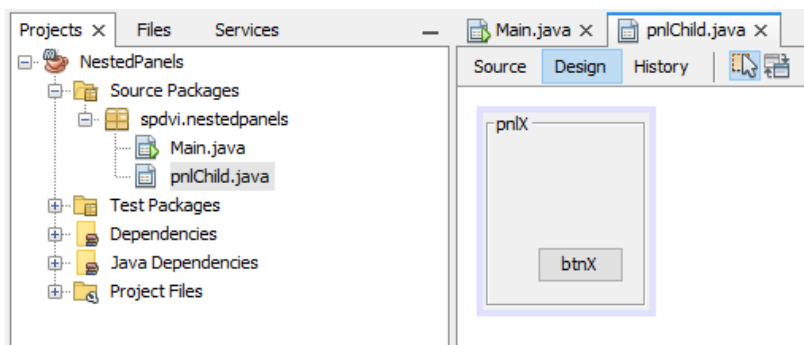 Projects Files Services
NestedPanels
Source Packages
spdvi.nestedpanels
Main.java
pnlChild.java
Test Packages
Dependencies
Java Dependencies
Project Files
Main.java pnlChild.java
Source Design History
pnlX
btnX